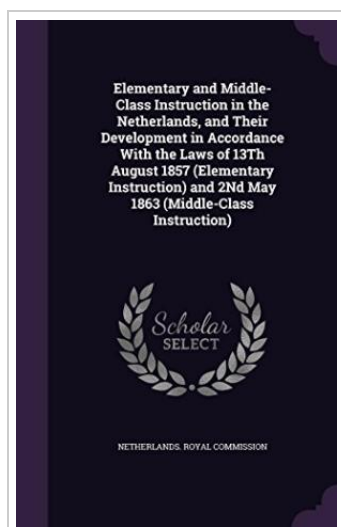 Elementary and Middle-
Class Instruction in the
Netherlands, and Their
Development in Accordance
With the Laws of 13Th
August 1857 (Elementary
Instruction) and 2Nd May
1863 (Middle-Class
Instruction)
Scholar
SELECT
NETHERLANDS. ROYAL COMMISSION